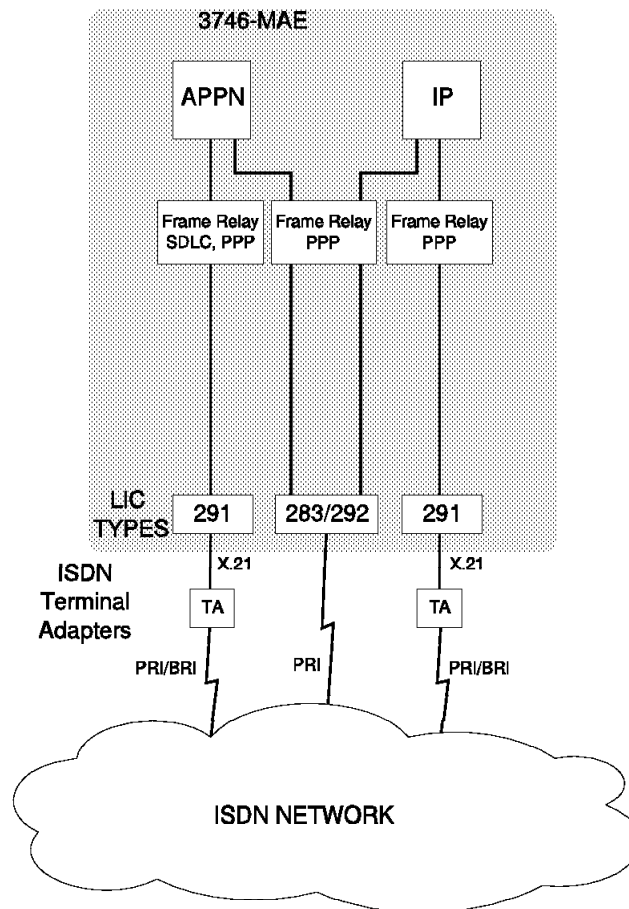 3746-MAE
APPN
IP
Frame Relay
SDLC, PPP
Frame Relay
PPP
Frame Relay
PPP
LIC
TYPES
291
283/292
291
X.21
X.21
ISDN
Terminal
Adapters
TA
TA
PRI/BRI
PRI
PRI/BRI
ISDN NETWORK